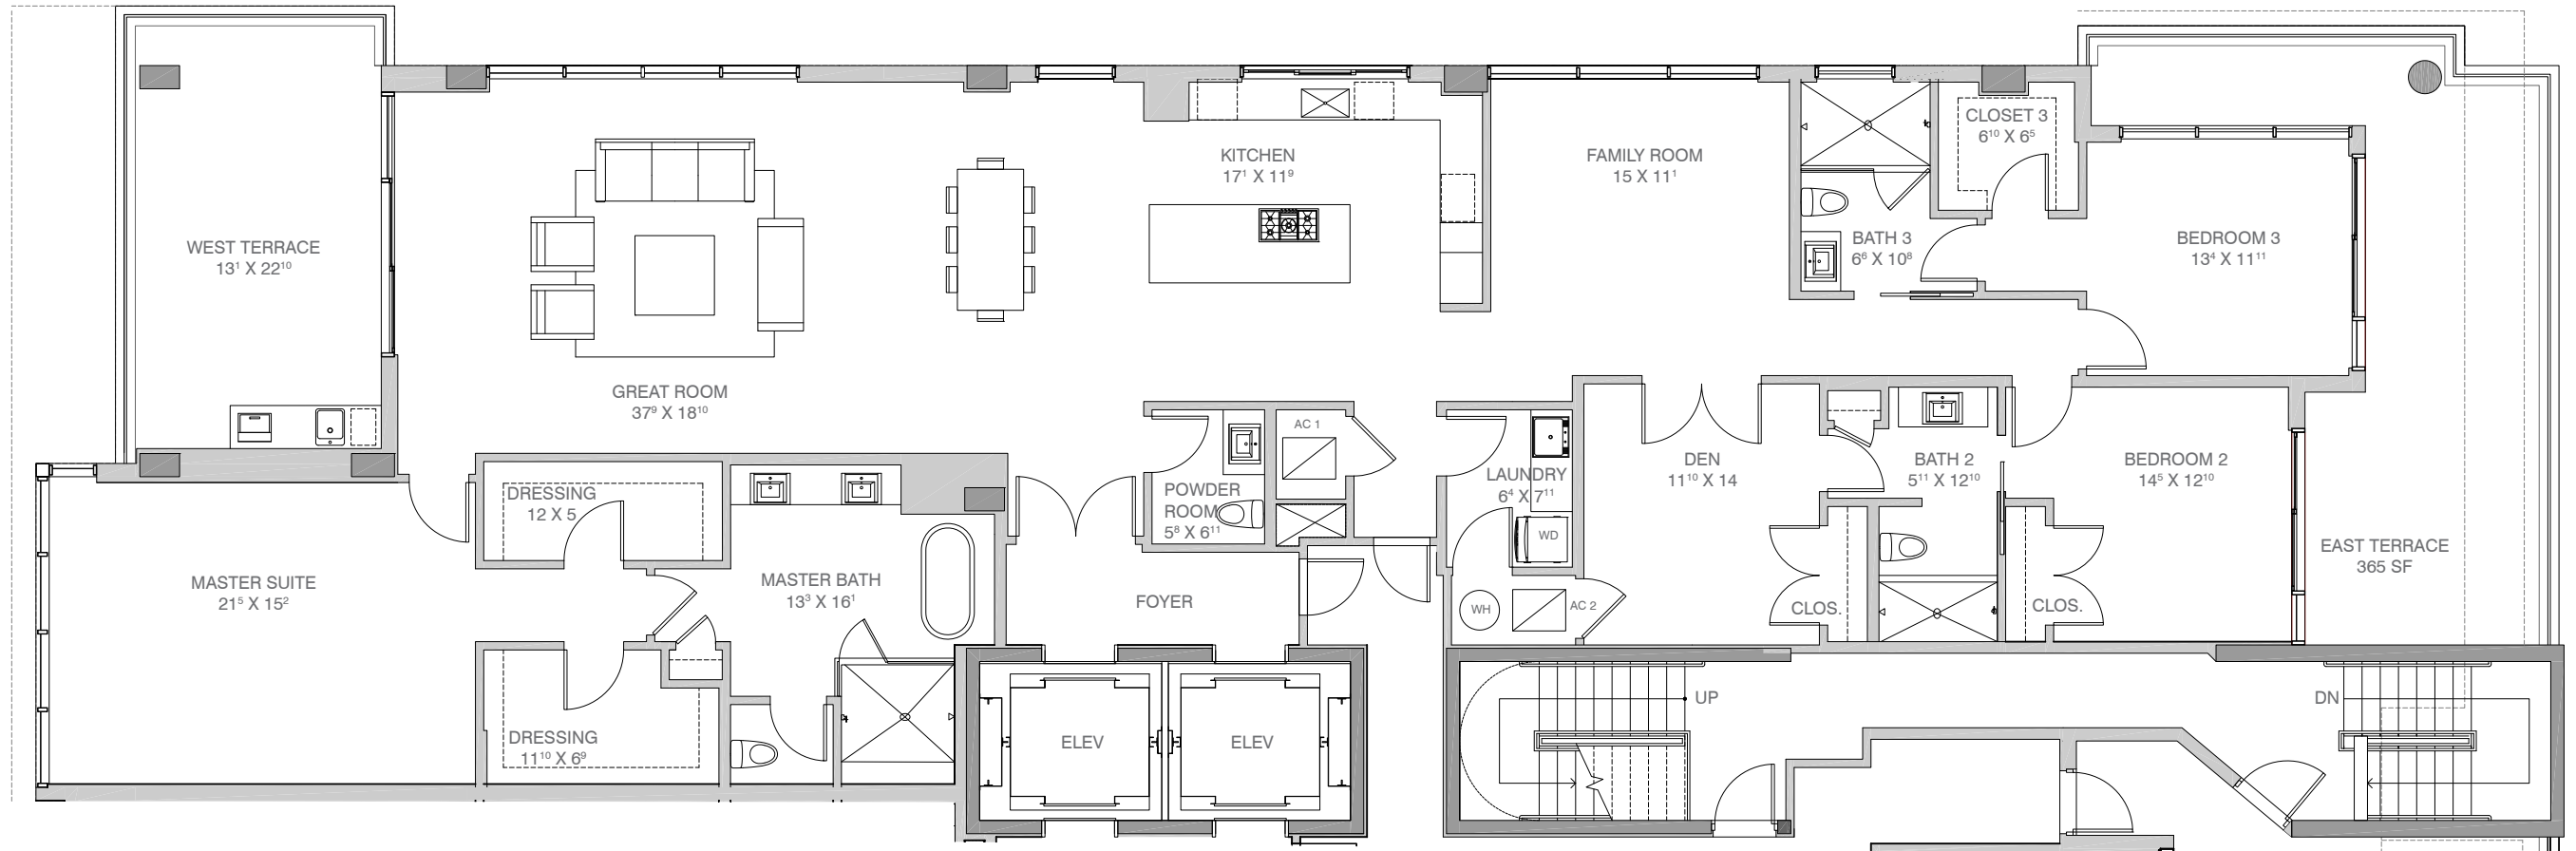 WEST TERRACE
13¹ X 22¹⁰
GREAT ROOM
37⁹ X 18¹⁰
KITCHEN
17¹ X 11⁹
FAMILY ROOM
15 X 11¹
BATH 3
6⁶ X 10⁸
CLOSET 3
6¹⁰ X 6⁵
BEDROOM 3
13⁴ X 11¹¹
MASTER SUITE
21⁵ X 15²
DRESSING
12 X 5
DRESSING
11¹⁰ X 6⁹
MASTER BATH
13³ X 16¹
FOYER
POWDER
ROOM
5⁸ X 6¹¹
AC 1
LAUNDRY
6⁴ X 7¹¹
WD
WH
AC 2
DEN
11¹⁰ X 14
CLOS.
BATH 2
5¹¹ X 12¹⁰
CLOS.
BEDROOM 2
14⁵ X 12¹⁰
EAST TERRACE
365 SF
ELEV
ELEV
UP
DN